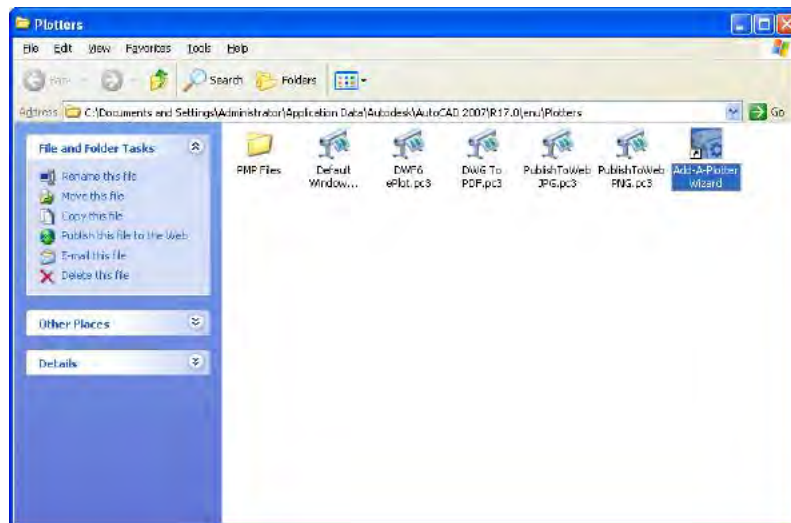 Plotters
File Edit View Favorites Tools Help
Back Search Folders
Address C:\Documents and Settings\Administrator\Application Data\Autodesk\AutoCAD 2007\R17.0\enu\Plotters Go
File and Folder Tasks
Rename this file
Move this file
Copy this file
Publish this file to the Web
E-mail this file
Delete this file
Other Places
Details
PMP Files
Default
Window...
DWF6
ePlot.pc3
DWG To
PDF.pc3
PublishToWeb
JPG.pc3
PublishToWeb
PNG.pc3
Add-A-Plotter
Wizard